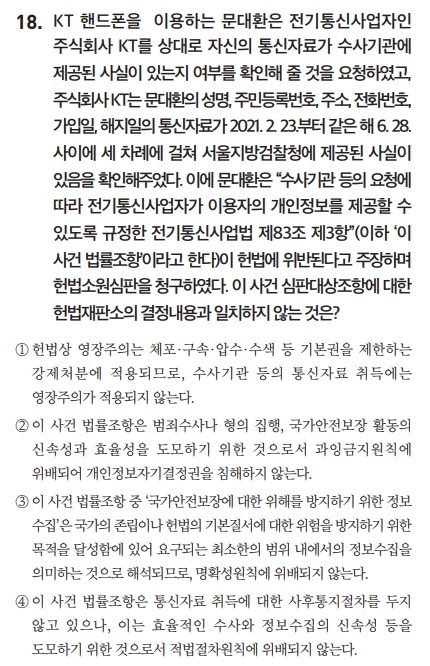 18. KT 핸드폰을 이용하는 문대환은 전기통신사업자인
주식회사 KT를 상대로 자신의 통신자료가 수사기관에
제공된 사실이 있는지 여부를 확인해 줄 것을 요청하였고,
주식회사 KT는 문대환의 성명, 주민등록번호, 주소, 전화번호,
가입일, 해지일의 통신자료가 2021. 2. 23.부터 같은 해 6. 28.
사이에 세 차례에 걸쳐 서울지방검찰청에 제공된 사실이
있음을 확인해주었다. 이에 문대환은 “수사기관 등의 요청에
따라 전기통신사업자가 이용자의 개인정보를 제공할 수
있도록 규정한 전기통신사업법 제83조 제3항”(이하 ‘이
사건 법률조항’이라고 한다)이 헌법에 위반된다고 주장하며
헌법소원심판을 청구하였다. 이 사건 심판대상조항에 대한
헌법재판소의 결정내용과 일치하지 않는 것은?
① 헌법상 영장주의는 체포·구속·압수·수색 등 기본권을 제한하는
강제처분에 적용되므로, 수사기관 등의 통신자료 취득에는
영장주의가 적용되지 않는다.
② 이 사건 법률조항은 범죄수사나 형의 집행, 국가안전보장 활동의
신속성과 효율성을 도모하기 위한 것으로서 과잉금지원칙에
위배되어 개인정보자기결정권을 침해하지 않는다.
③ 이 사건 법률조항 중 ‘국가안전보장에 대한 위해를 방지하기 위한 정보
수집’은 국가의 존립이나 헌법의 기본질서에 대한 위험을 방지하기 위한
목적을 달성함에 있어 요구되는 최소한의 범위 내에서의 정보수집을
의미하는 것으로 해석되므로, 명확성원칙에 위배되지 않는다.
④ 이 사건 법률조항은 통신자료 취득에 대한 사후통지절차를 두지
않고 있으나, 이는 효율적인 수사와 정보수집의 신속성 등을
도모하기 위한 것으로서 적법절차원칙에 위배되지 않는다.